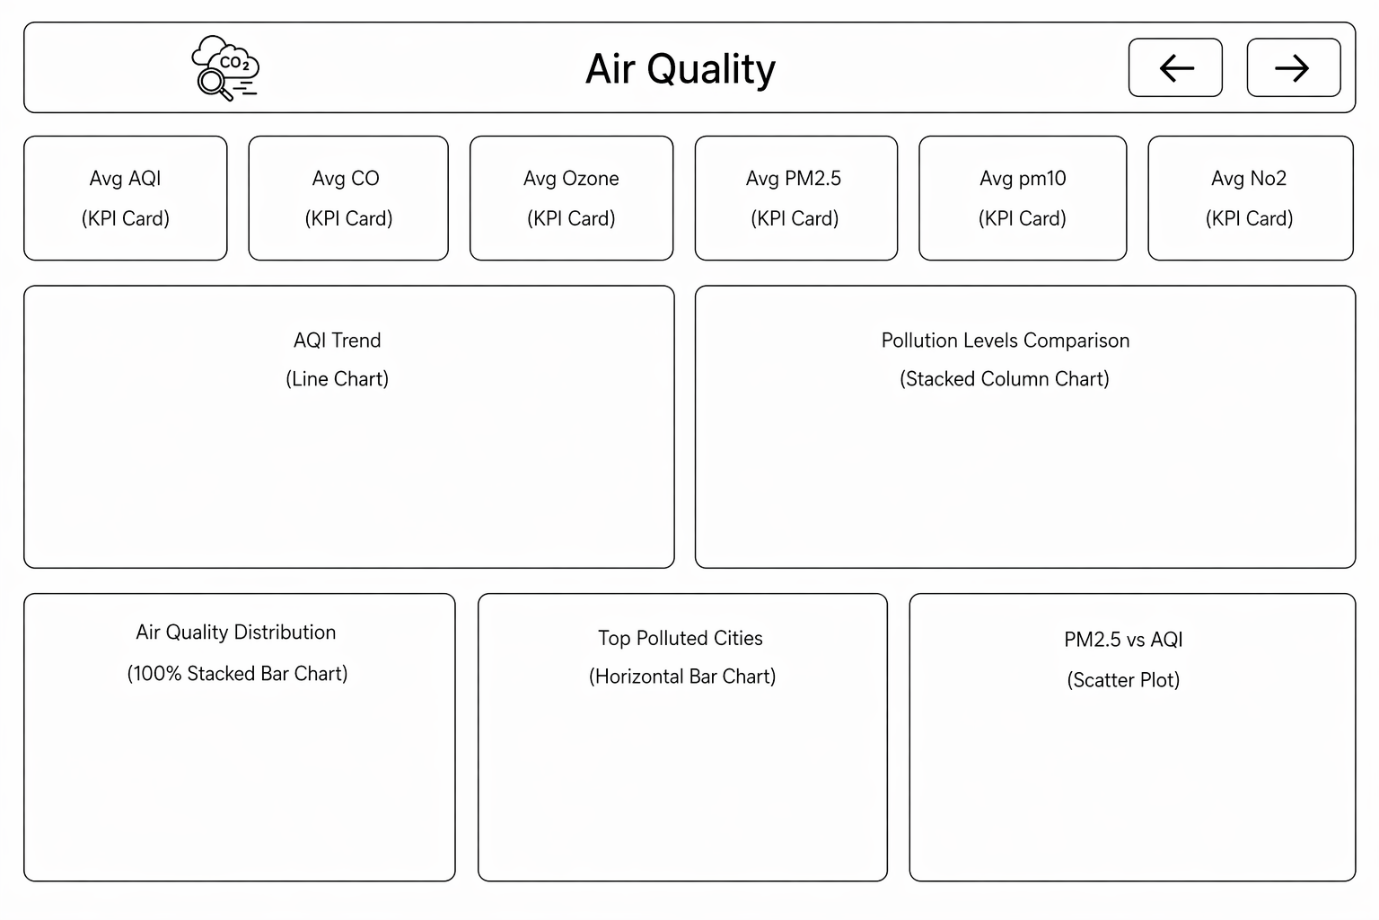 CO2
Air Quality
Avg AQI
(KPI Card)
Avg CO
(KPI Card)
Avg Ozone
(KPI Card)
Avg PM2.5
(KPI Card)
Avg pm10
(KPI Card)
Avg No2
(KPI Card)
AQI Trend
(Line Chart)
Pollution Levels Comparison
(Stacked Column Chart)
Air Quality Distribution
(100% Stacked Bar Chart)
Top Polluted Cities
(Horizontal Bar Chart)
PM2.5 vs AQI
(Scatter Plot)